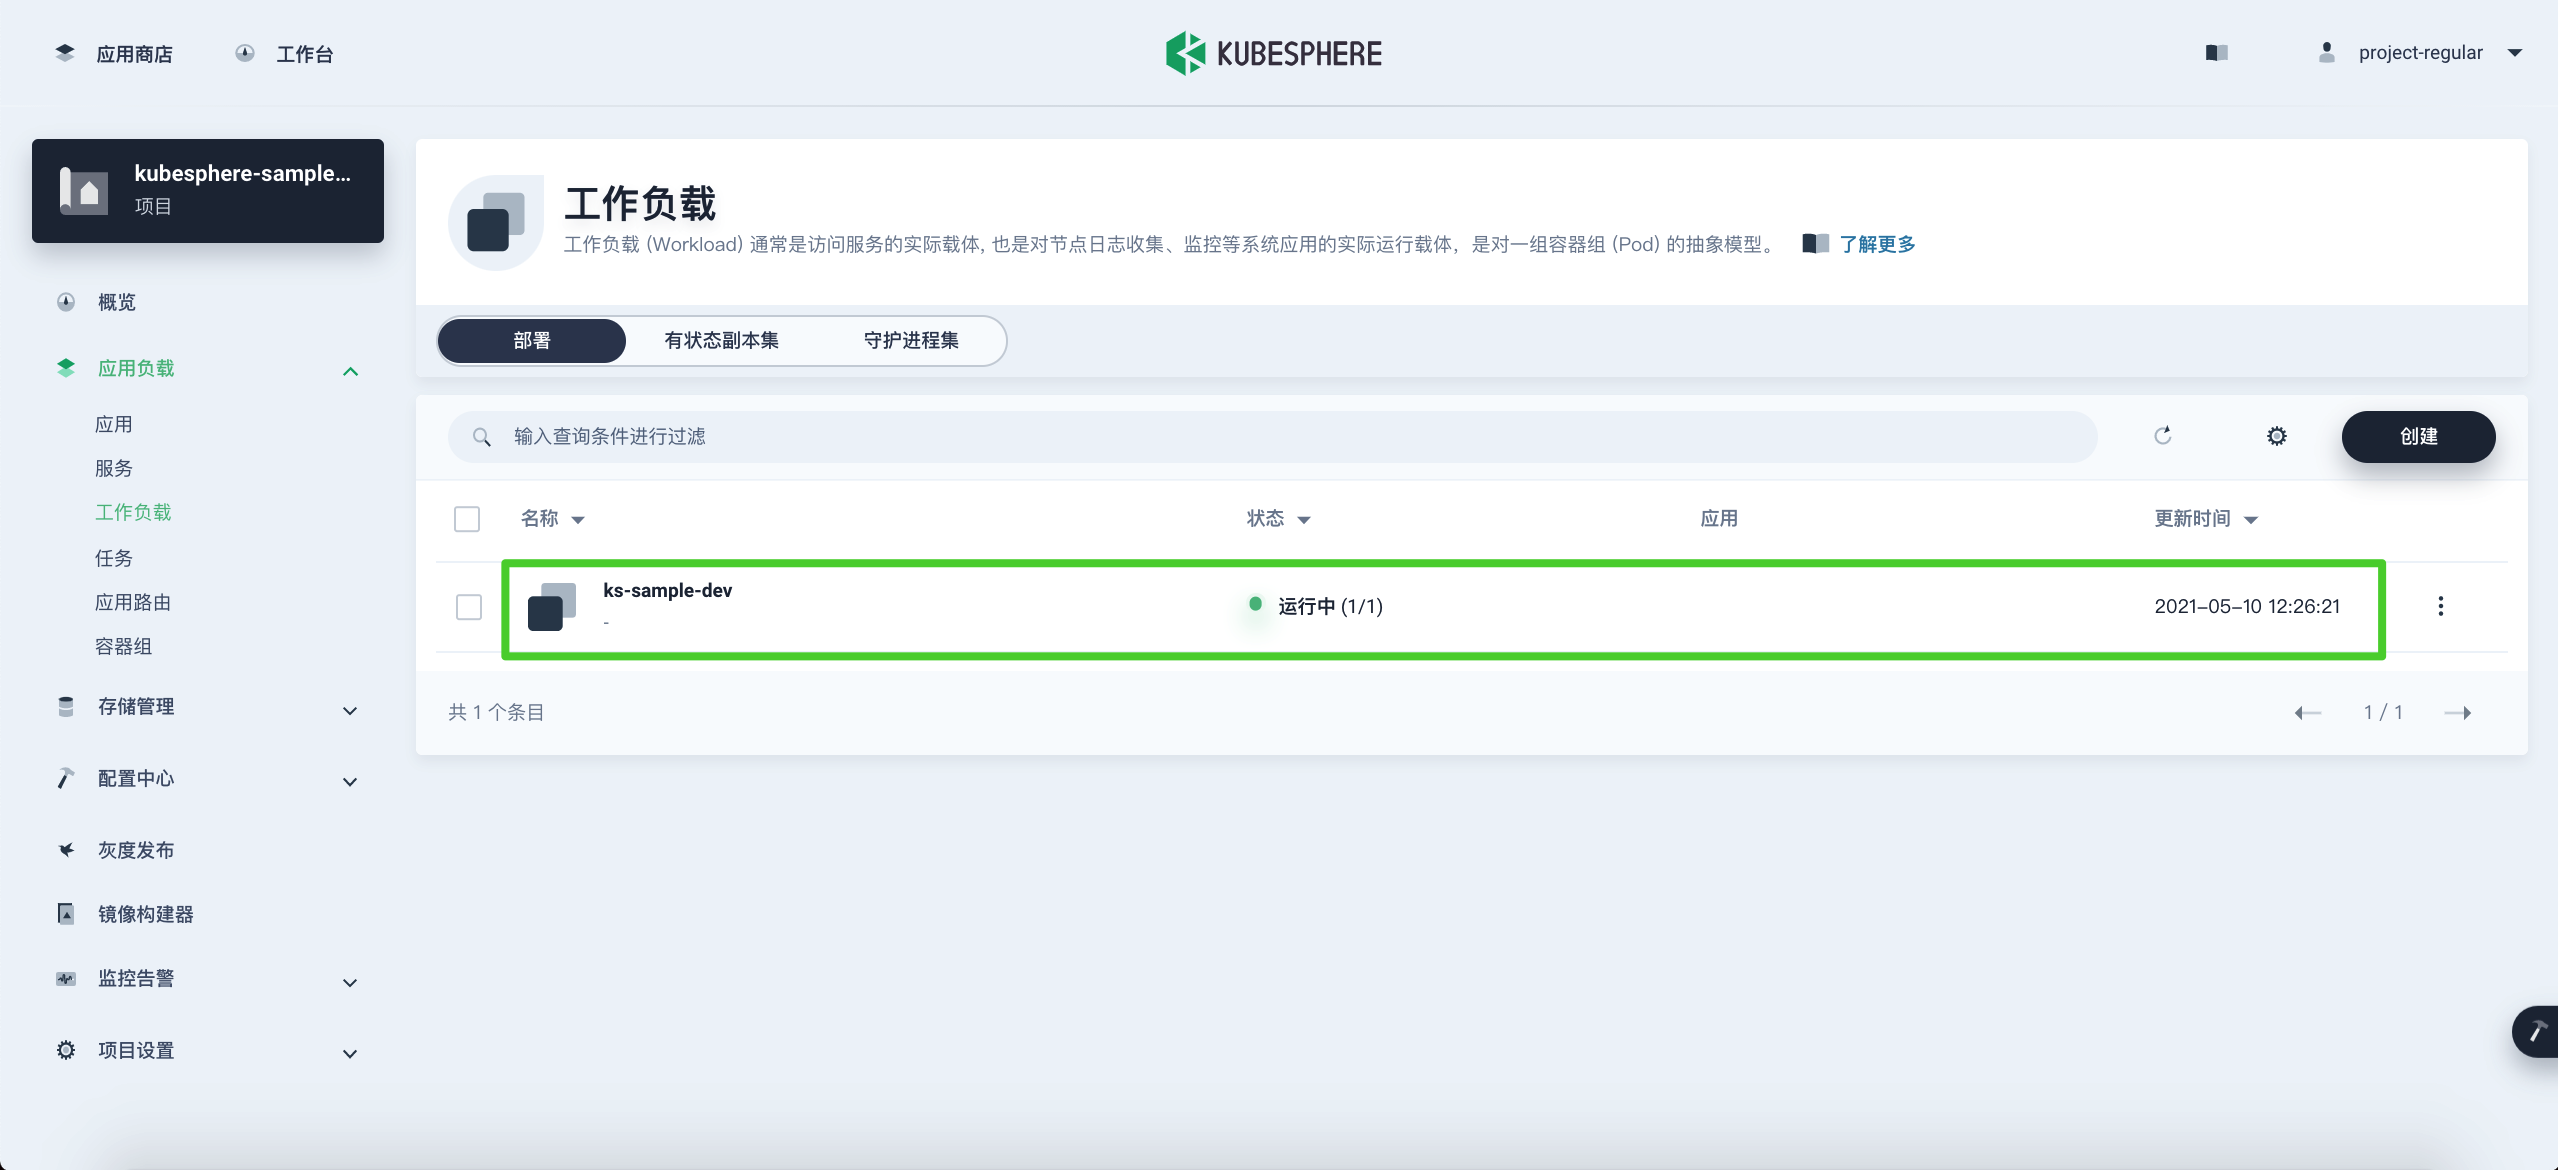 应用商店
工作台
KUBESPHERE
project-regular
kubesphere-sample...
项目
概览
应用负载
应用
服务
工作负载
任务
应用路由
容器组
存储管理
配置中心
灰度发布
镜像构建器
监控告警
项目设置
工作负载
工作负载 (Workload) 通常是访问服务的实际载体, 也是对节点日志收集、监控等系统应用的实际运行载体，是对一组容器组 (Pod) 的抽象模型。 了解更多
部署 有状态副本集 守护进程集
输入查询条件进行过滤
创建
名称 状态 应用 更新时间
ks-sample-dev
-
运行中 (1/1)
2021-05-10 12:26:21
共 1 个条目
1 / 1